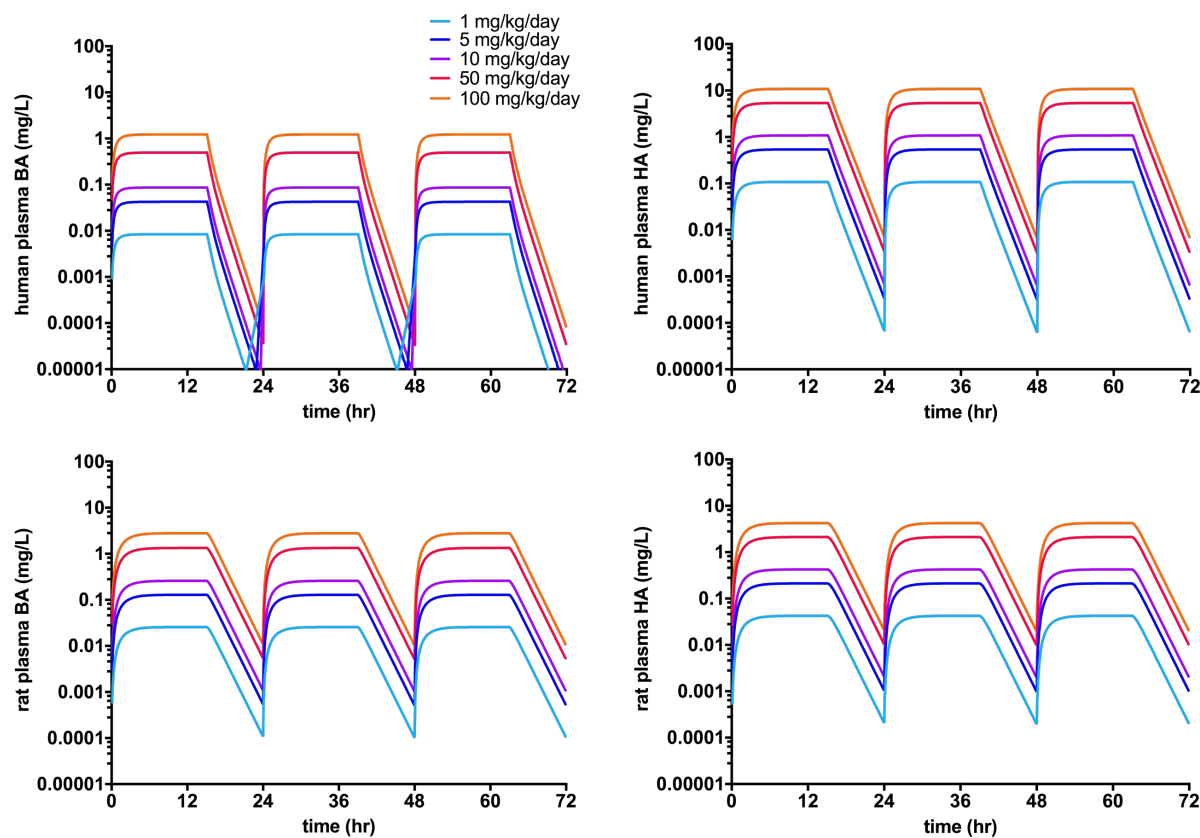 1 mg/kg/day
5 mg/kg/day
10 mg/kg/day
50 mg/kg/day
100 mg/kg/day
human plasma BA (mg/L)
100
10
1
0.1
0.01
0.001
0.0001
0.00001
0 12 24 36 48 60 72
time (hr)
human plasma HA (mg/L)
100
10
1
0.1
0.01
0.001
0.0001
0.00001
0 12 24 36 48 60 72
time (hr)
rat plasma BA (mg/L)
100
10
1
0.1
0.01
0.001
0.0001
0.00001
0 12 24 36 48 60 72
time (hr)
rat plasma HA (mg/L)
100
10
1
0.1
0.01
0.001
0.0001
0.00001
0 12 24 36 48 60 72
time (hr)